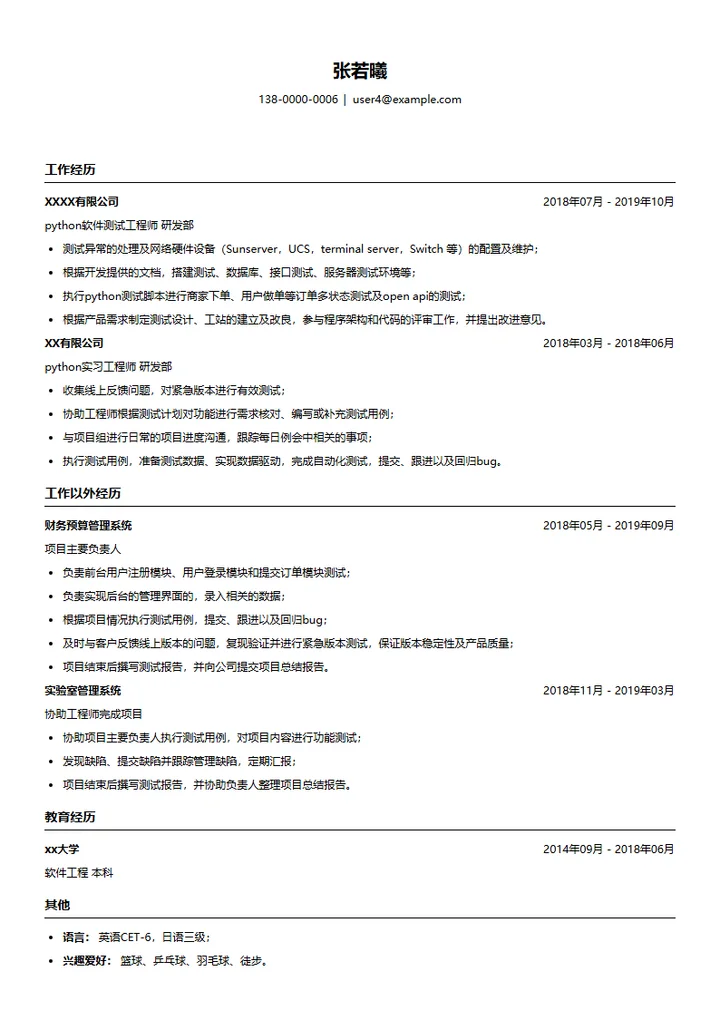 张若曦
138-0000-0006 | user4@example.com
工作经历
XXXX有限公司 2018年07月 - 2019年10月
python软件测试工程师 研发部
• 测试异常的处理及网络硬件设备（Sunserver，UCS，terminal server，Switch 等）的配置及维护；
• 根据开发提供的文档，搭建测试、数据库、接口测试、服务器测试环境等；
• 执行python测试脚本进行商家下单、用户做单等订单多状态测试及open api的测试；
• 根据产品需求制定测试设计、工站的建立及改良，参与程序架构和代码的评审工作，并提出改进意见。
XX有限公司 2018年03月 - 2018年06月
python实习工程师 研发部
• 收集线上反馈问题，对紧急版本进行有效测试；
• 协助工程师根据测试计划对功能进行需求核对、编写或补充测试用例；
• 与项目组进行日常的项目进度沟通，跟踪每日例会中相关的事项；
• 执行测试用例，准备测试数据、实现数据驱动，完成自动化测试，提交、跟进以及回归bug。
工作以外经历
财务预算管理系统 2018年05月 - 2019年09月
项目主要负责人
• 负责前台用户注册模块、用户登录模块和提交订单模块测试；
• 负责实现后台的管理界面的，录入相关的数据；
• 根据项目情况执行测试用例，提交、跟进以及回归bug；
• 及时与客户反馈线上版本的问题，复现验证并进行紧急版本测试，保证版本稳定性及产品质量；
• 项目结束后撰写测试报告，并向公司提交项目总结报告。
实验室管理系统 2018年11月 - 2019年03月
协助工程师完成项目
• 协助项目主要负责人执行测试用例，对项目内容进行功能测试；
• 发现缺陷、提交缺陷并跟踪管理缺陷，定期汇报；
• 项目结束后撰写测试报告，并协助负责人整理项目总结报告。
教育经历
xx大学 2014年09月 - 2018年06月
软件工程 本科
其他
• 语言： 英语CET-6，日语三级；
• 兴趣爱好： 篮球、乒乓球、羽毛球、徒步。